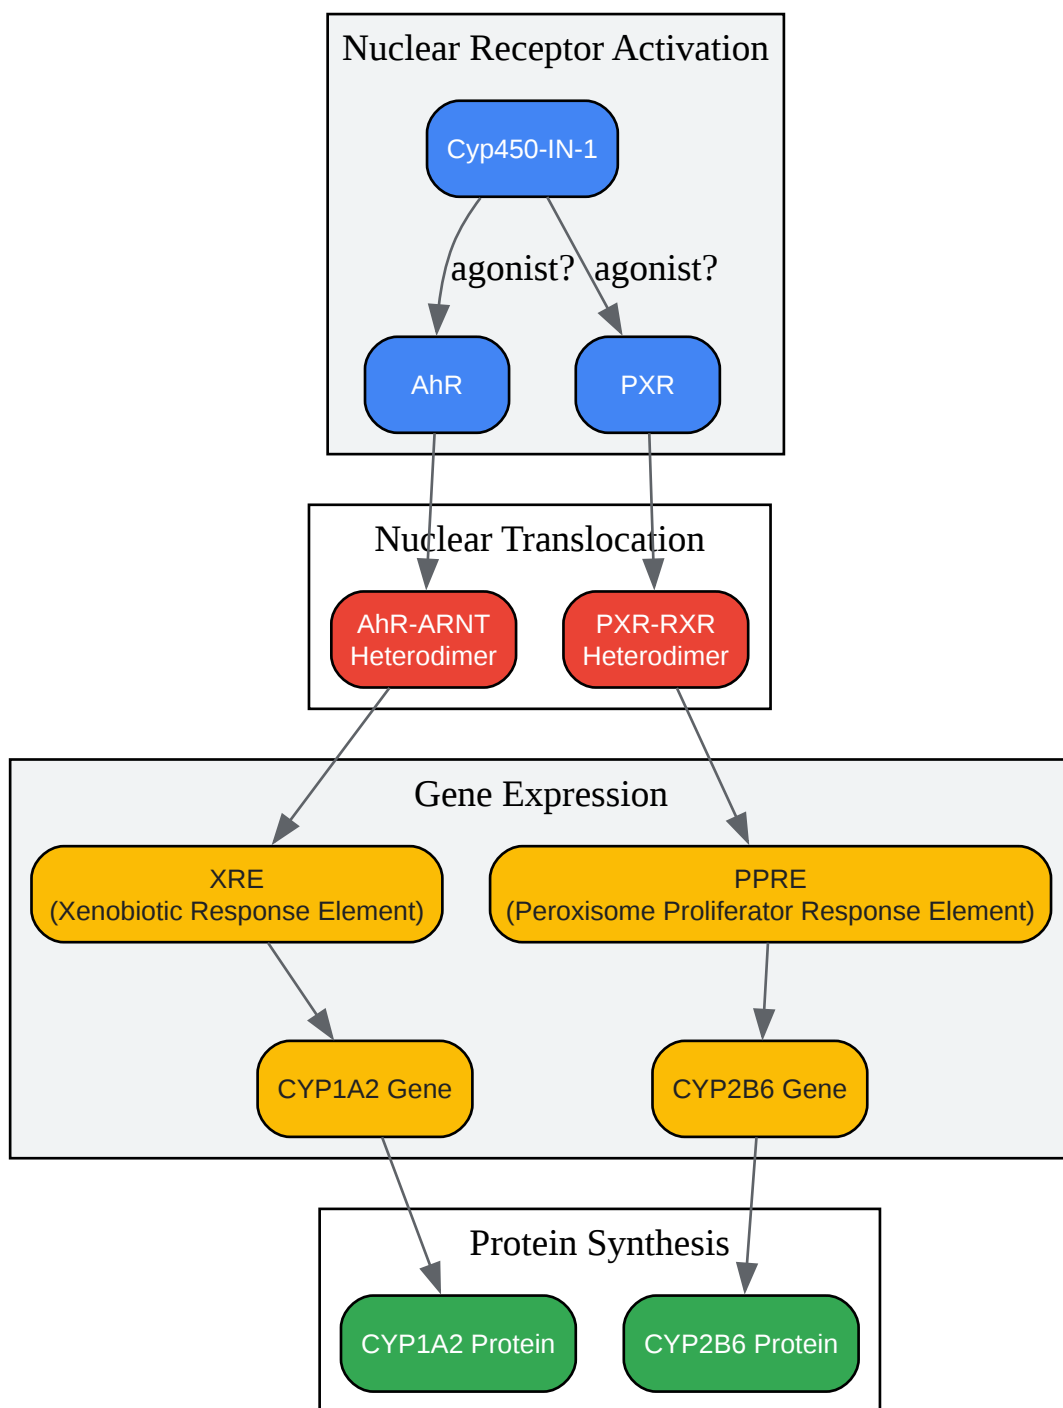 Nuclear Receptor Activation
Cyp450-IN-1
agonist? agonist?
AhR
PXR
Nuclear Translocation
AhR-ARNT
Heterodimer
PXR-RXR
Heterodimer
Gene Expression
XRE
(Xenobiotic Response Element)
PPRE
(Peroxisome Proliferator Response Element)
CYP1A2 Gene
CYP2B6 Gene
Protein Synthesis
CYP1A2 Protein
CYP2B6 Protein